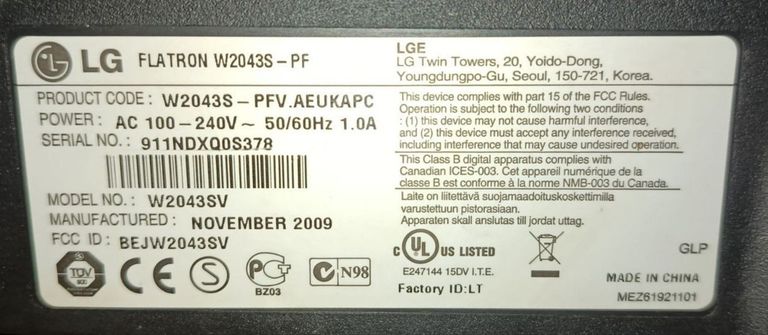 LG FLATRON W2043S-PF
PRODUCT CODE : W2043S-PFV.AEUKAPC
POWER : AC 100-240V~ 50/60Hz 1.0A
SERIAL NO. : 911NDXQ0S378
MODEL NO. : W2043SV
MANUFACTURED : NOVEMBER 2009
FCC ID : BEJW2043SV
TÜV
CE
S
PC
BZ03
C N98
LGE
LG Twin Towers, 20, Yoido-Dong,
Youngdungpo-Gu, Seoul, 150-721, Korea.
This device complies with part 15 of the FCC Rules.
Operation is subject to the following two conditions
: (1) this device may not cause harmful interference,
and (2) this device must accept any interference received,
including interference that may cause undesired operation.
This Class B digital apparatus complies with
Canadian ICES-003. Cet appareil numérique de la
classe B est conforme à la norme NMB-003 du Canada.
Laite on liitettävä suojamaadoituskoskettimilla
varustettuun pistorasiaan.
Apparaten skall anslutas till jordat uttag.
c UL US LISTED
E247144 15DV I.T.E.
Factory ID:LT
GLP
MADE IN CHINA
MEZ61921101